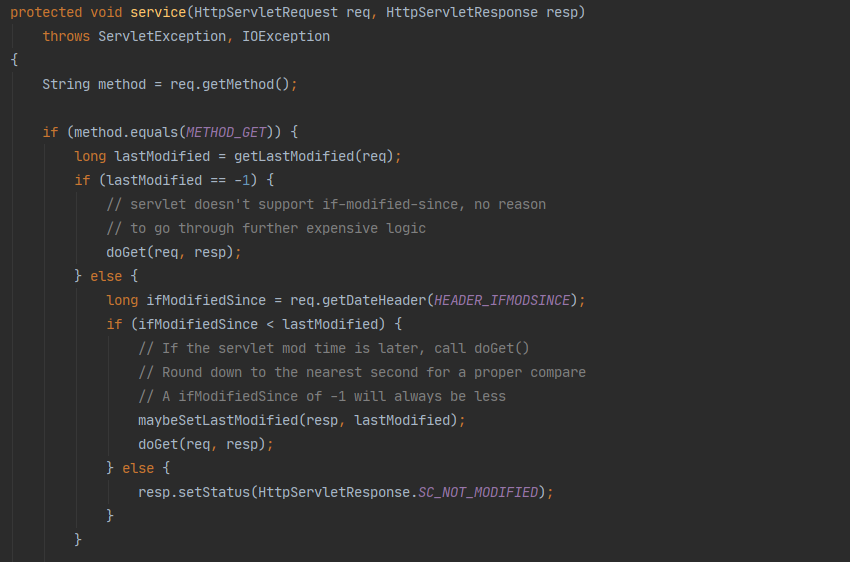 protected void service(HttpServletRequest req, HttpServletResponse resp)
    throws ServletException, IOException
{
    String method = req.getMethod();

    if (method.equals(METHOD_GET)) {
        long lastModified = getLastModified(req);
        if (lastModified == -1) {
            // servlet doesn't support if-modified-since, no reason
            // to go through further expensive logic
            doGet(req, resp);
        } else {
            long ifModifiedSince = req.getDateHeader(HEADER_IFMODSINCE);
            if (ifModifiedSince < lastModified) {
                // If the servlet mod time is later, call doGet()
                // Round down to the nearest second for a proper compare
                // A ifModifiedSince of -1 will always be less
                maybeSetLastModified(resp, lastModified);
                doGet(req, resp);
            } else {
                resp.setStatus(HttpServletResponse.SC_NOT_MODIFIED);
            }
        }